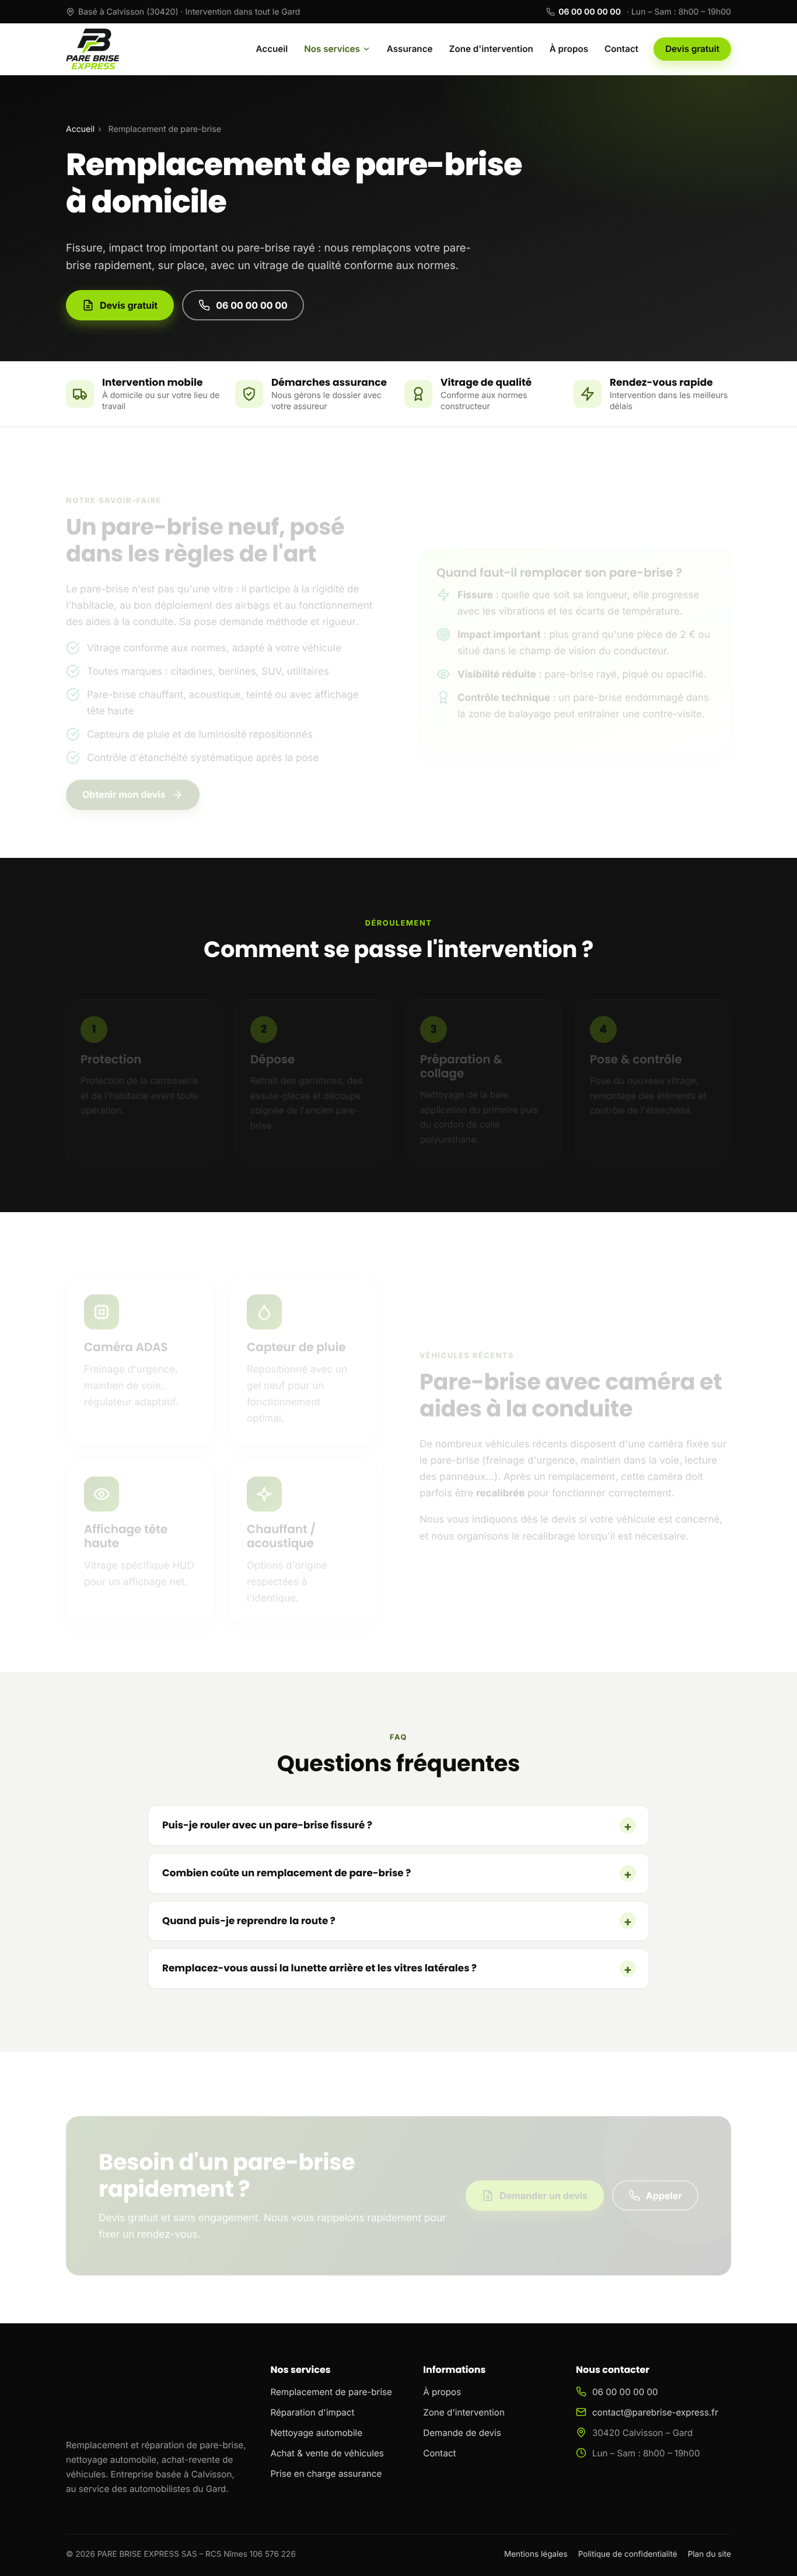 Basé à Calvisson (30420) · Intervention dans tout le Gard
06 00 00 00 00 · Lun – Sam : 8h00 – 19h00
PARE BRISE
EXPRESS
Accueil
Nos services
Assurance
Zone d'intervention
À propos
Contact
Devis gratuit
Accueil › Remplacement de pare-brise
Remplacement de pare-brise
à domicile
Fissure, impact trop important ou pare-brise rayé : nous remplaçons votre pare-
brise rapidement, sur place, avec un vitrage de qualité conforme aux normes.
Devis gratuit
06 00 00 00 00
Intervention mobile
À domicile ou sur votre lieu de
travail
Démarches assurance
Nous gérons le dossier avec
votre assureur
Vitrage de qualité
Conforme aux normes
constructeur
Rendez-vous rapide
Intervention dans les meilleurs
délais
NOTRE SAVOIR-FAIRE
Un pare-brise neuf, posé
dans les règles de l'art
Le pare-brise n'est pas qu'une vitre : il participe à la rigidité de
l'habitacle, au bon déploiement des airbags et au fonctionnement
des aides à la conduite. Sa pose demande méthode et rigueur.
Vitrage conforme aux normes, adapté à votre véhicule
Toutes marques : citadines, berlines, SUV, utilitaires
Pare-brise chauffant, acoustique, teinté ou avec affichage
tête haute
Capteurs de pluie et de luminosité repositionnés
Contrôle d'étanchéité systématique après la pose
Obtenir mon devis
Quand faut-il remplacer son pare-brise ?
Fissure : quelle que soit sa longueur, elle progresse
avec les vibrations et les écarts de température.
Impact important : plus grand qu'une pièce de 2 € ou
situé dans le champ de vision du conducteur.
Visibilité réduite : pare-brise rayé, piqué ou opacifié.
Contrôle technique : un pare-brise endommagé dans
la zone de balayage peut entraîner une contre-visite.
DÉROULEMENT
Comment se passe l'intervention ?
1
Protection
Protection de la carrosserie
et de l'habitacle avant toute
opération.
2
Dépose
Retrait des garnitures, des
essuie-glaces et découpe
soignée de l'ancien pare-
brise.
3
Préparation &
collage
Nettoyage de la baie,
application du primaire puis
du cordon de colle
polyuréthane.
4
Pose & contrôle
Pose du nouveau vitrage,
remontage des éléments et
contrôle de l'étanchéité.
Caméra ADAS
Freinage d'urgence,
maintien de voie,
régulateur adaptatif.
Capteur de pluie
Repositionné avec un
gel neuf pour un
fonctionnement
optimal.
Affichage tête
haute
Vitrage spécifique HUD
pour un affichage net.
Chauffant /
acoustique
Options d'origine
respectées à
l'identique.
VÉHICULES RÉCENTS
Pare-brise avec caméra et
aides à la conduite
De nombreux véhicules récents disposent d'une caméra fixée sur
le pare-brise (freinage d'urgence, maintien dans la voie, lecture
des panneaux…). Après un remplacement, cette caméra doit
parfois être recalibrée pour fonctionner correctement.
Nous vous indiquons dès le devis si votre véhicule est concerné,
et nous organisons le recalibrage lorsqu'il est nécessaire.
FAQ
Questions fréquentes
Puis-je rouler avec un pare-brise fissuré ?
Combien coûte un remplacement de pare-brise ?
Quand puis-je reprendre la route ?
Remplacez-vous aussi la lunette arrière et les vitres latérales ?
Besoin d'un pare-brise
rapidement ?
Devis gratuit et sans engagement. Nous vous rappelons rapidement pour
fixer un rendez-vous.
Demander un devis
Appeler
Remplacement et réparation de pare-brise,
nettoyage automobile, achat-revente de
véhicules. Entreprise basée à Calvisson,
au service des automobilistes du Gard.
Nos services
Remplacement de pare-brise
Réparation d'impact
Nettoyage automobile
Achat & vente de véhicules
Prise en charge assurance
Informations
À propos
Zone d'intervention
Demande de devis
Contact
Nous contacter
06 00 00 00 00
contact@parebrise-express.fr
30420 Calvisson – Gard
Lun – Sam : 8h00 – 19h00
© 2026 PARE BRISE EXPRESS SAS – RCS Nîmes 106 576 226
Mentions légales
Politique de confidentialité
Plan du site